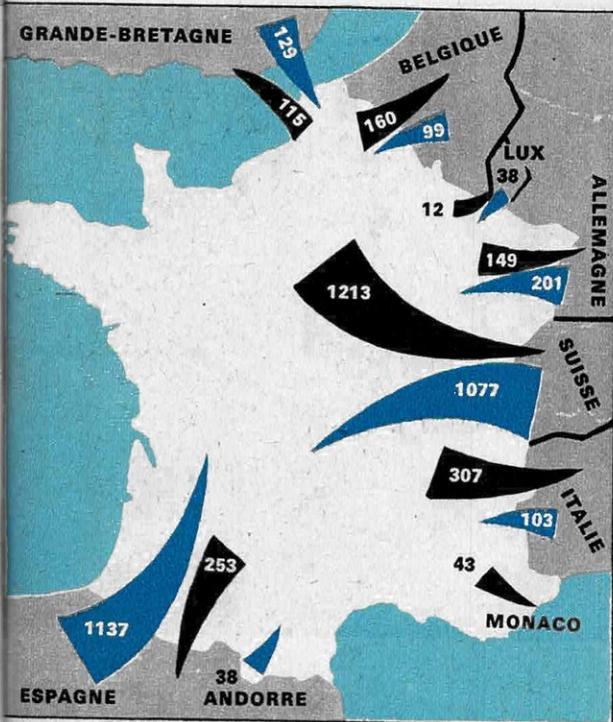 GRANDE-BRETAGNE
129
BELGIQUE
115
160
99
LUX
38
12
ALLEMAGNE
149
201
1213
SUISSE
1077
307
ITALIE
103
253
43
MONACO
1137
38
ESPAGNE
ANDORRE